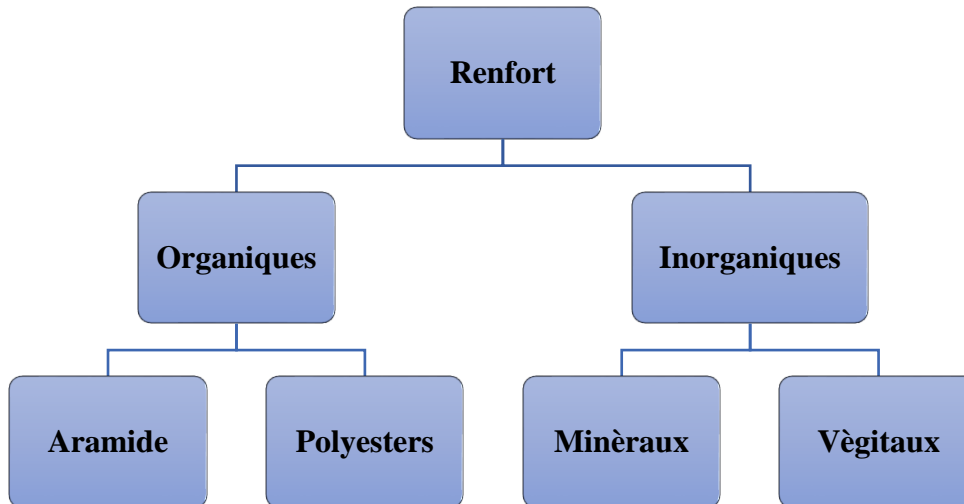 Renfort
Organiques
Inorganiques
Aramide
Polyesters
Minèraux
Vègitaux